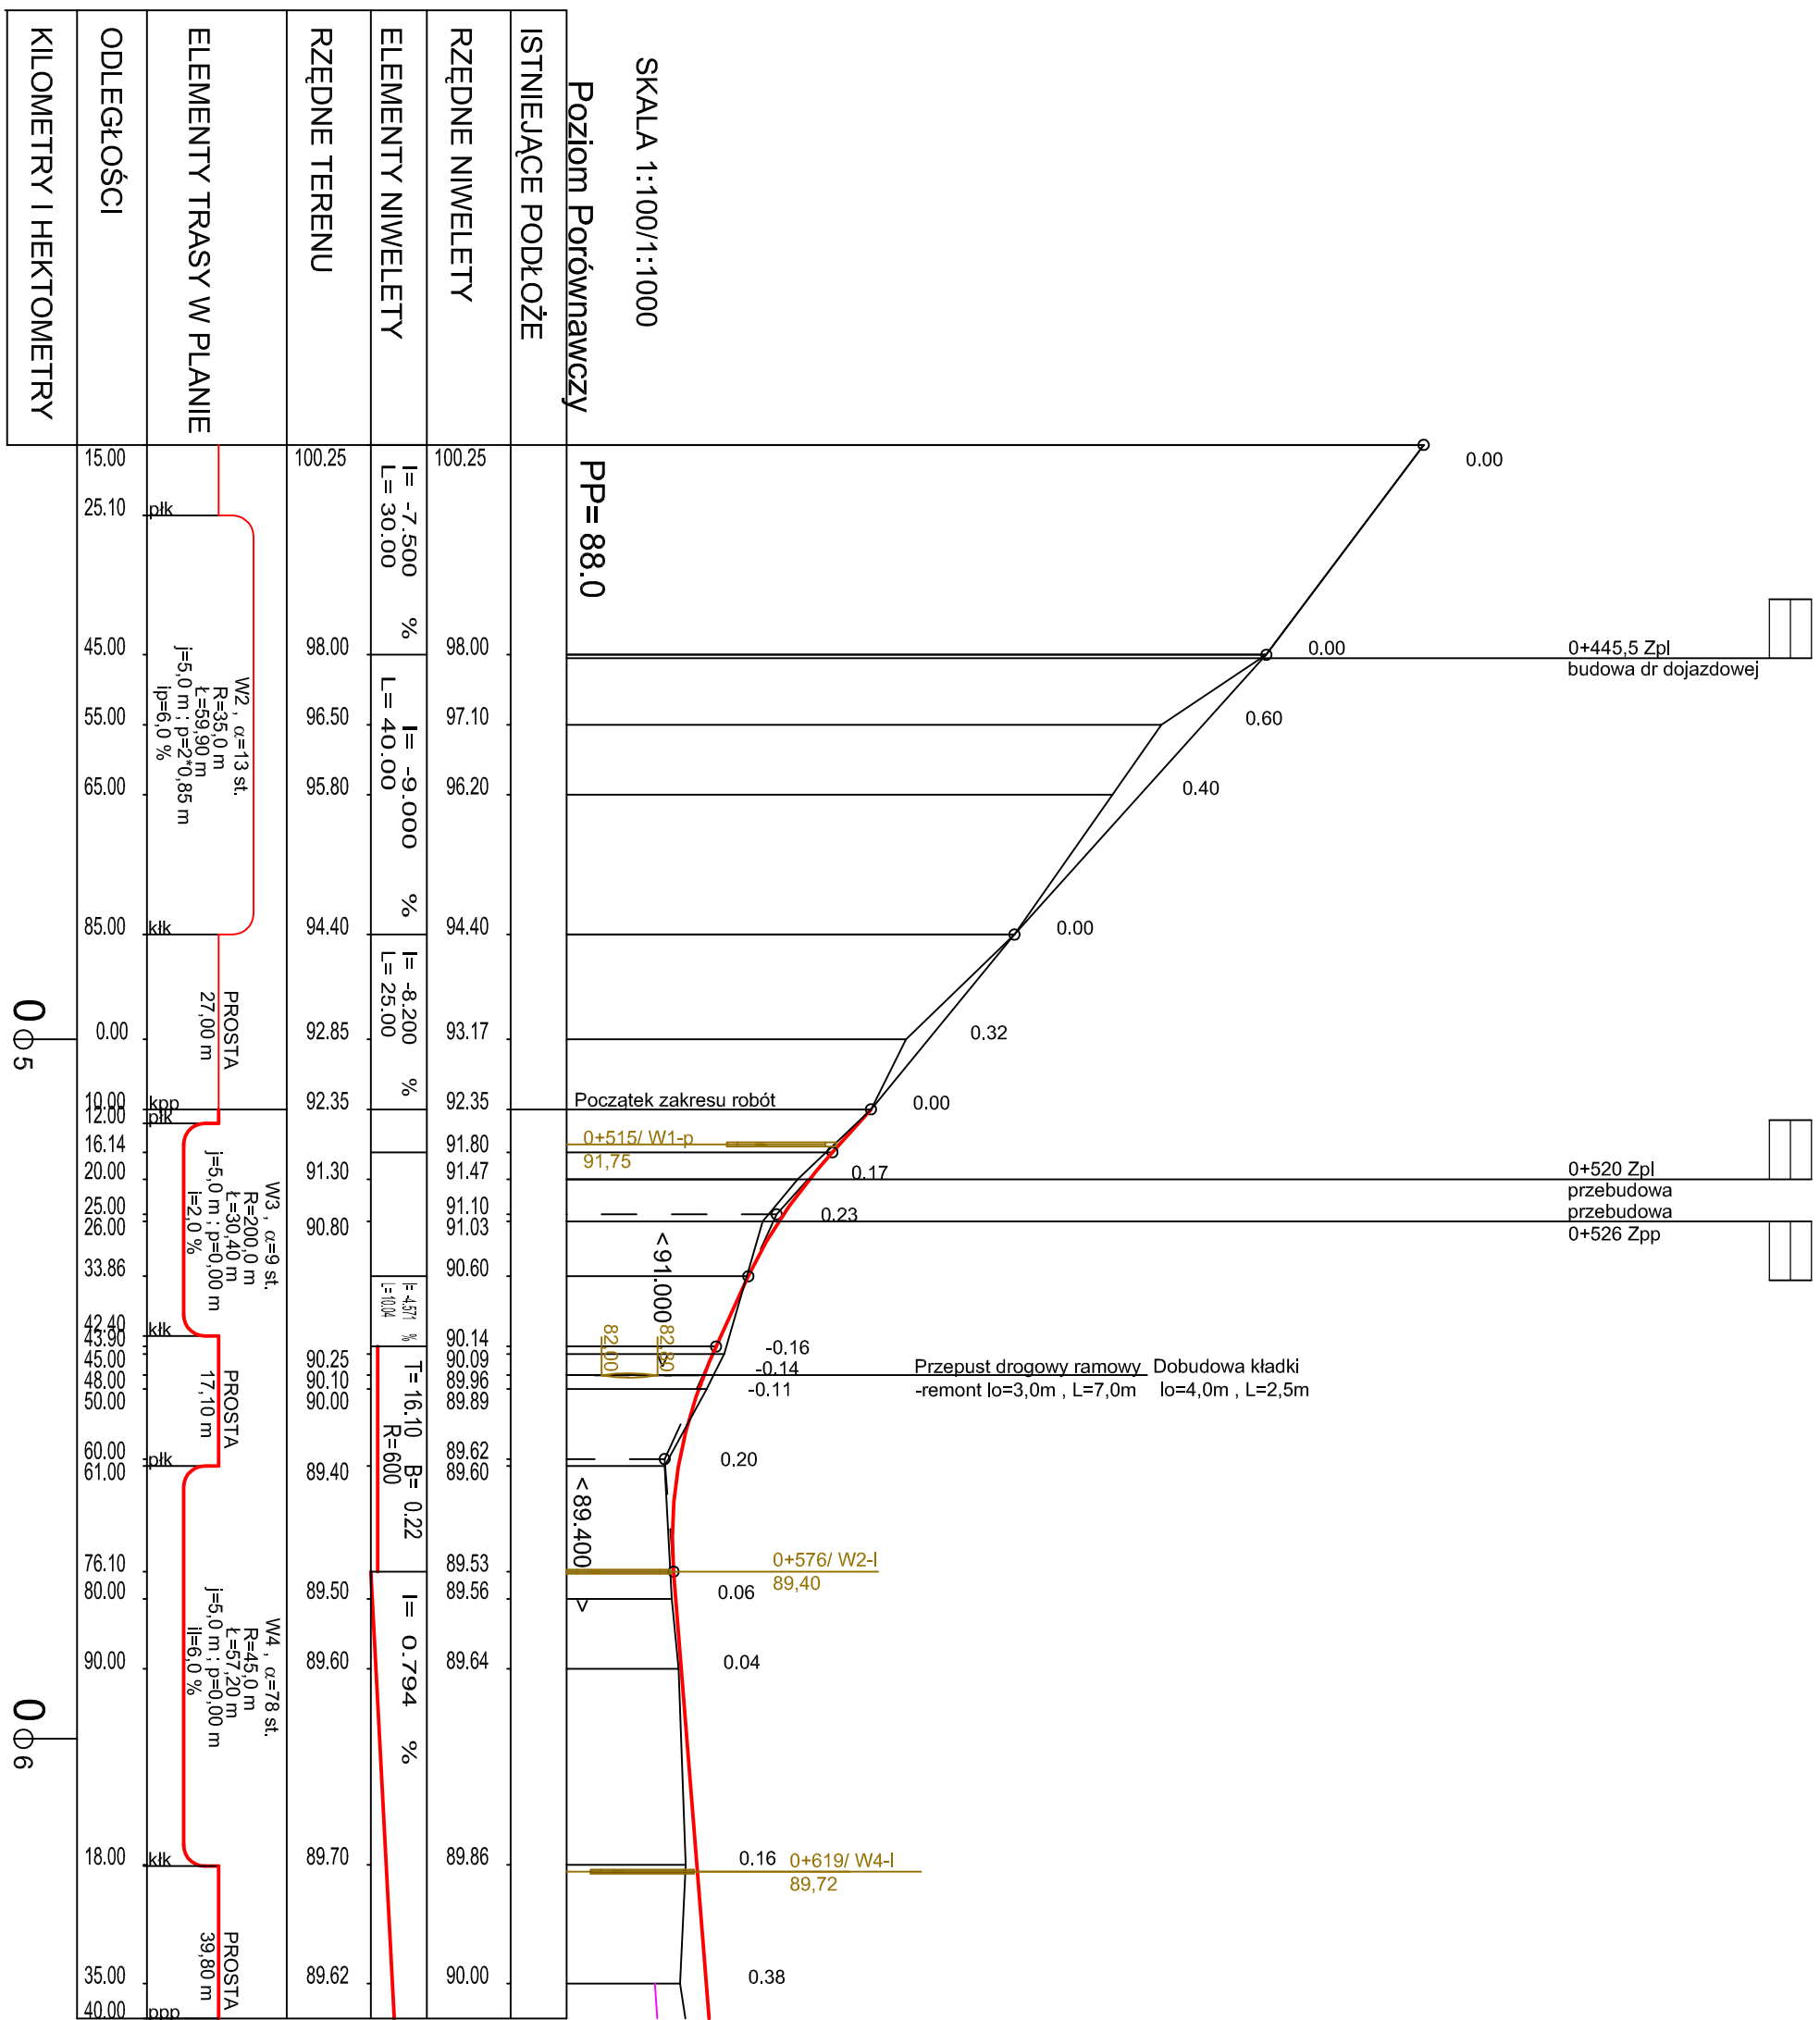 SKALA 1:100/1:1000
Poziom Porównawczy
PP= 88.0
ISTNIEJĄCE PODŁOŻE
RZĘDNE NIWELETY
100.25
98.00
97.10
96.20
94.40
93.17
92.35
91.80
91.47
91.10
91.03
90.60
90.14
90.09
89.96
89.89
89.62
89.60
89.53
89.56
89.64
89.86
90.00
ELEMENTY NIWELETY
I= -7.500 %
L= 30.00
I= -9.000 %
L= 40.00
I= -8.200 %
L= 25.00
I= -4.571 %
L= 10.04
T= 16.10 B= 0.22
R=600
I= 0.794 %
RZĘDNE TERENU
100.25
98.00
96.50
95.80
94.40
92.85
92.35
91.30
90.80
90.25
90.10
90.00
89.40
89.50
89.60
89.70
89.62
ELEMENTY TRASY W PLANIE
płk
W2 , α=13 st.
R=35,0 m
Ł=59,90 m
j=5,0 m ; p=2*0,85 m
ip=6,0 %
kłk
PROSTA
27,00 m
kpp
płk
W3 , α=9 st.
R=200,0 m
Ł=30,40 m
j=5,0 m ; p=0,00 m
i=2,0 %
kłk
PROSTA
17,10 m
płk
W4 , α=78 st.
R=45,0 m
Ł=57,20 m
j=5,0 m ; p=0,00 m
il=6,0 %
kłk
PROSTA
39,80 m
ppp
ODLEGŁOŚCI
15.00
25.10
45.00
55.00
65.00
85.00
0.00
10.00
12.00
16.14
20.00
25.00
26.00
33.86
42.40
43.90
45.00
48.00
50.00
60.00
61.00
76.10
80.00
90.00
18.00
35.00
40.00
KILOMETRY I HEKTOMETRY
0 5
0 6
0.00
0.00
0.60
0.40
0.00
0.32
0.00
0.17
0.23
-0.16
-0.14
-0.11
0.20
0.06
0.04
0.16
0.38
0+445,5 Zpl
budowa dr dojazdowej
Początek zakresu robót
0+515/ W1-p
91,75
0+520 Zpl
przebudowa
przebudowa
0+526 Zpp
<91.000>
82,80
82,00
Przepust drogowy ramowy Dobudowa kładki
-remont lo=3,0m , L=7,0m lo=4,0m , L=2,5m
<89.400>
0+576/ W2-l
89,40
0+619/ W4-l
89,72